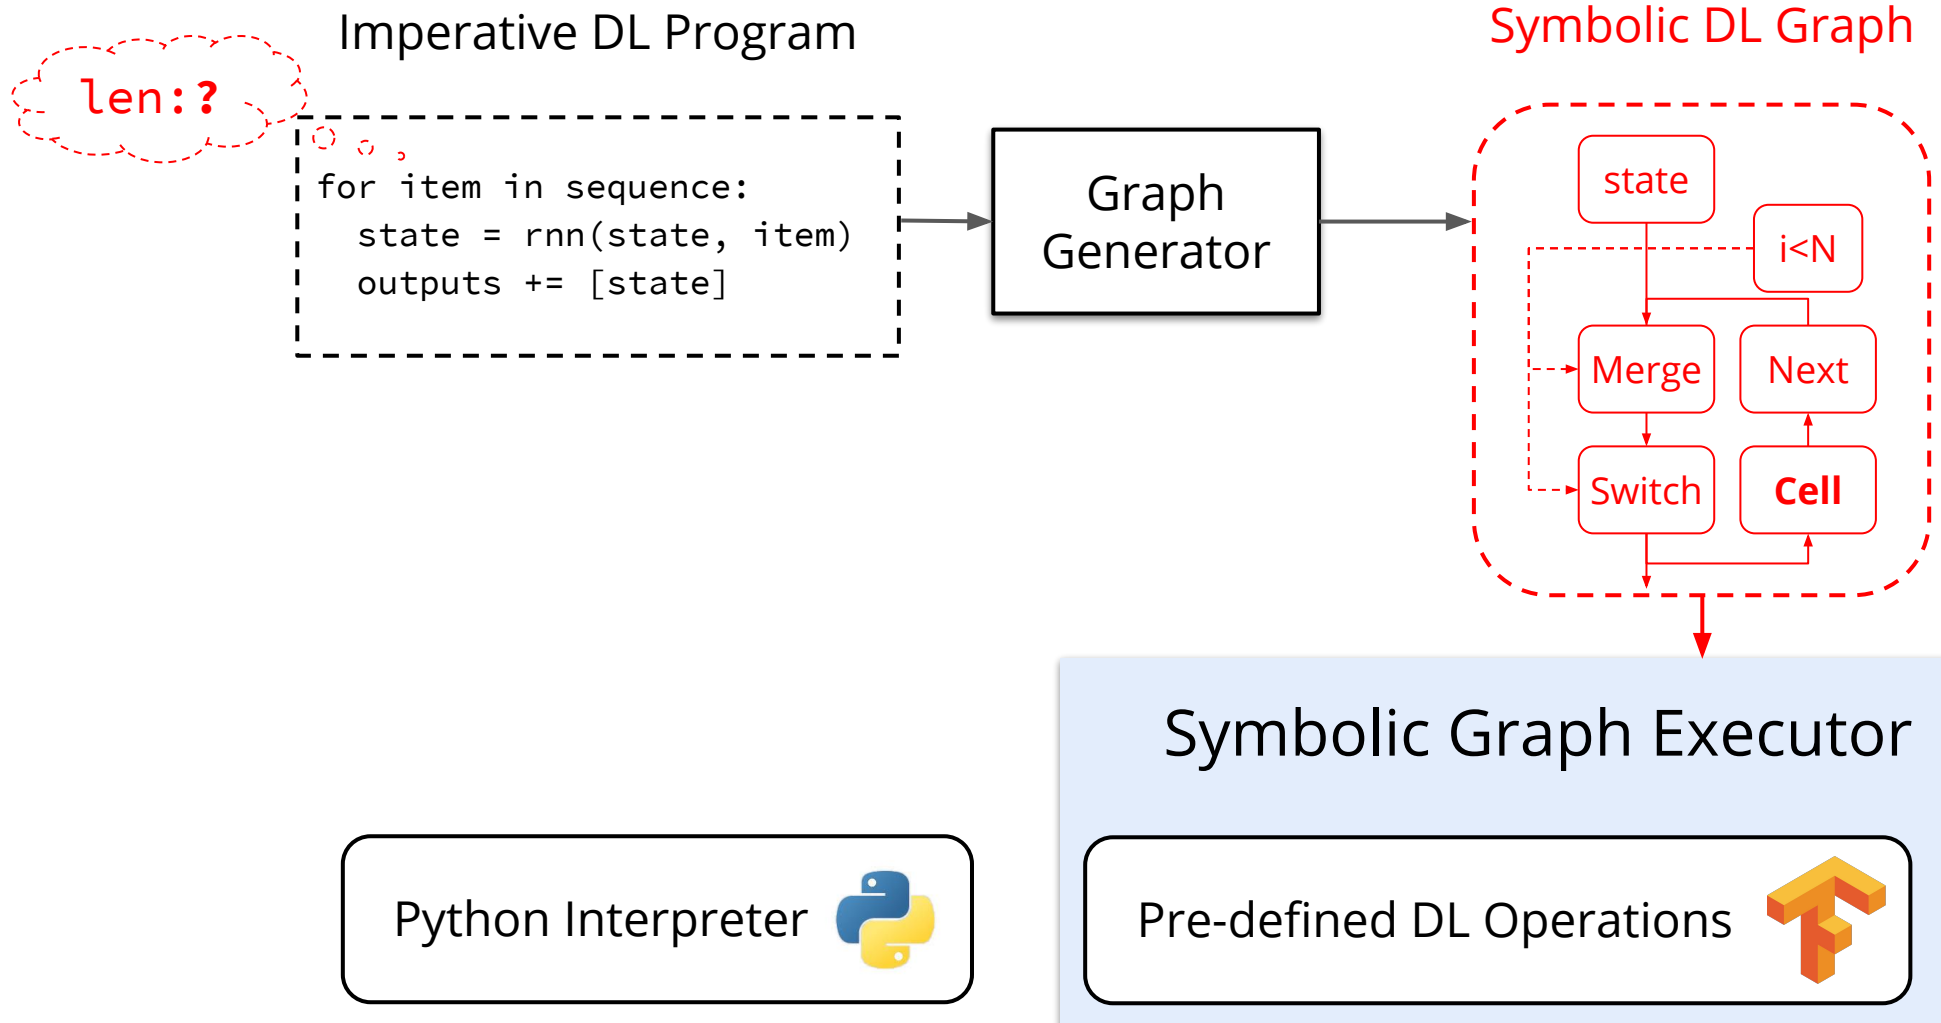 Imperative DL Program
Symbolic DL Graph
len:?
for item in sequence:
  state = rnn(state, item)
  outputs += [state]
Graph
Generator
state
i<N
Merge
Next
Switch
Cell
Symbolic Graph Executor
Python Interpreter
Pre-defined DL Operations